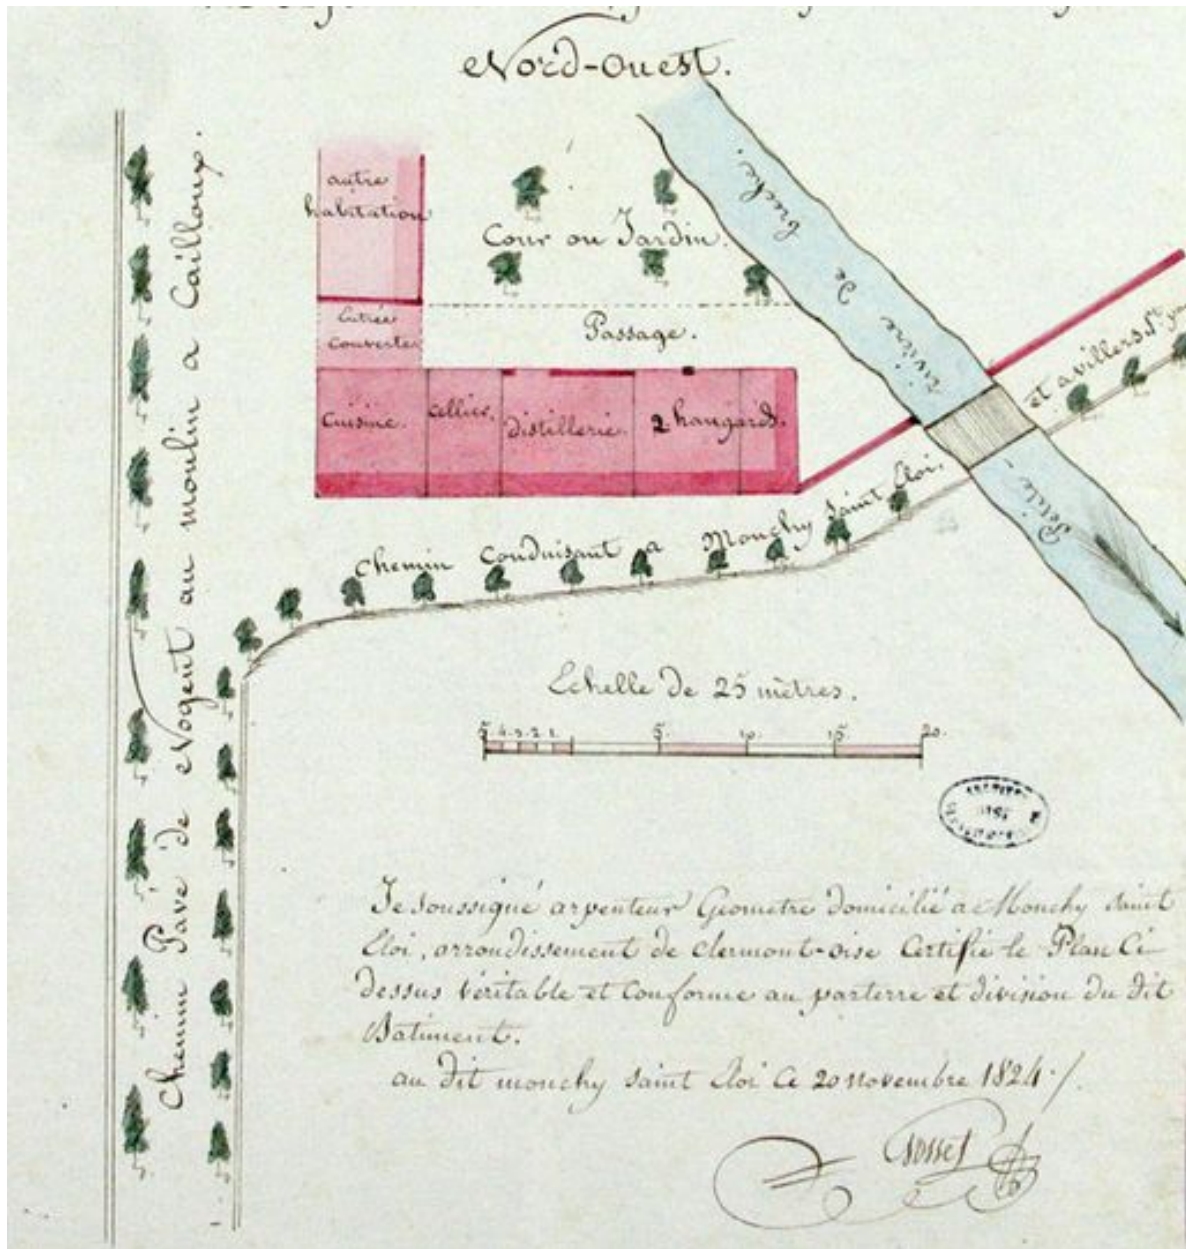 Nord-Ouest.
autre
habitation
Cour ou Jardin.
Entrée
couverte
Passage.
Cuisine.
cellier.
distillerie.
2 hangards.
Petite rivière de breche.
Chemin conduisant a Monchy Saint Eloi.
et a villers St
Chemin Pavé de Nogent au moulin a Cailloux.
Echelle de 25 mètres.
5. 4. 3. 2. 1. 5. 10. 15. 20.
Je soussigné arpenteur Géometre domicilié a Monchy saint
Eloi, arrondissement de clermont-oise Certifie le Plan Ci
dessus véritable et Conforme au parterre et division du dit
Batiment.
au dit monchy saint Eloi Ce 20 novembre 1824 ./.